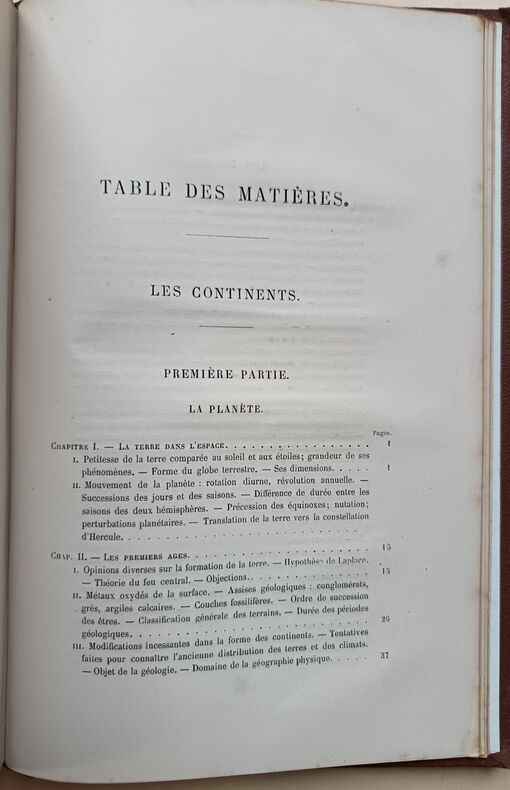 TABLE DES MATIÈRES.
LES CONTINENTS.
PREMIÈRE PARTIE.
LA PLANÈTE.
Pages.
CHAPITRE I. — LA TERRE DANS L'ESPACE. . . . . . . . . . . . . . . . . 1
I. Petitesse de la terre comparée au soleil et aux étoiles; grandeur de ses
phénomènes. — Forme du globe terrestre. — Ses dimensions. . . . . 1
II. Mouvement de la planète : rotation diurne, révolution annuelle. —
Successions des jours et des saisons. — Différence de durée entre les
saisons des deux hémisphères. — Précession des équinoxes; nutation;
perturbations planétaires. — Translation de la terre vers la constellation
d'Hercule. . . . . . . . . . . . . . . . . . . . . . . . .
CHAP. II. — LES PREMIERS AGES. . . . . . . . . . . . . . . . . . . . . 15
I. Opinions diverses sur la formation de la terre. — Hypothèse de Laplace.
— Théorie du feu central. — Objections. . . . . . . . . . . . . . 15
II. Métaux oxydés de la surface. — Assises géologiques : conglomérats,
grès, argiles calcaires. — Couches fossilifères. — Ordre de succession
des êtres. — Classification générale des terrains. — Durée des périodes
géologiques. . . . . . . . . . . . . . . . . . . . . . . . 26
III. Modifications incessantes dans la forme des continents. — Tentatives
faites pour connaître l'ancienne distribution des terres et des climats.
— Objet de la géologie. — Domaine de la géographie physique. . . . . . 37